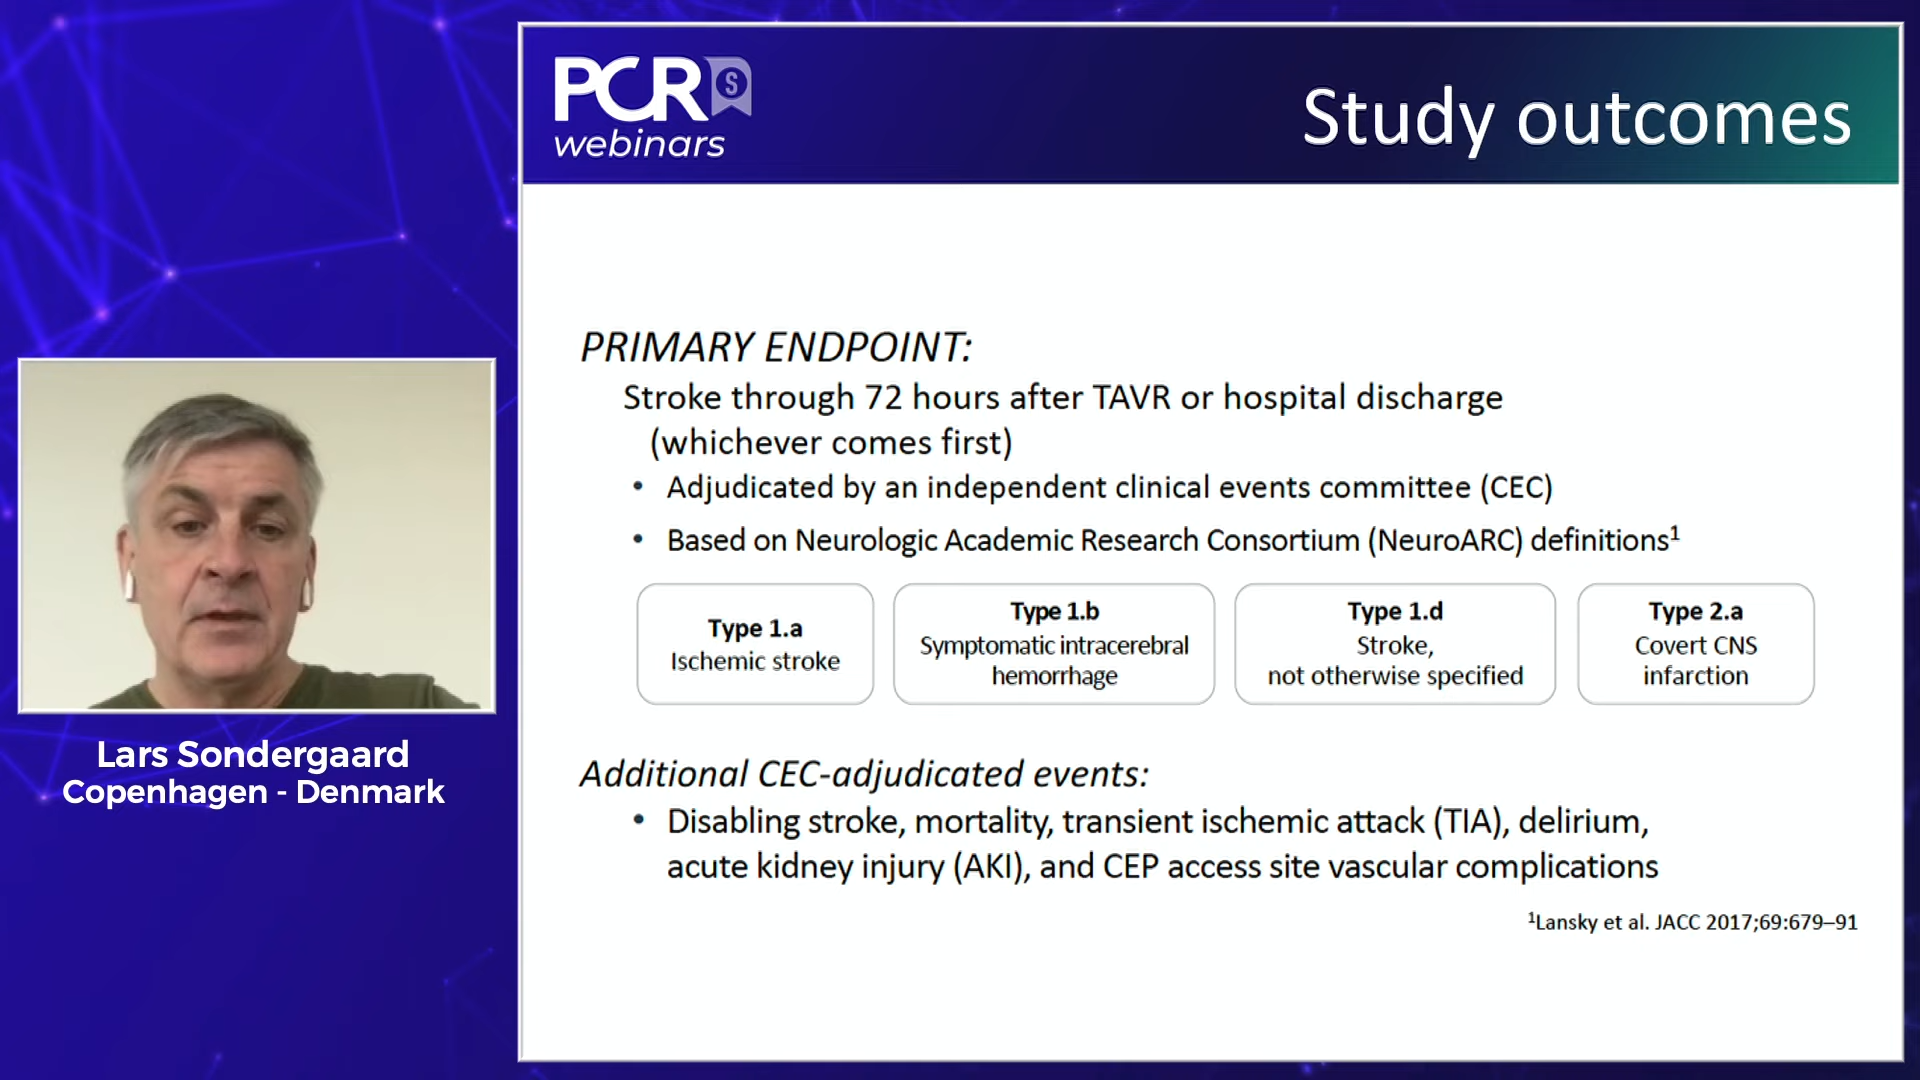 PCR S
webinars
Study outcomes
PRIMARY ENDPOINT:
Stroke through 72 hours after TAVR or hospital discharge
(whichever comes first)
• Adjudicated by an independent clinical events committee (CEC)
• Based on Neurologic Academic Research Consortium (NeuroARC) definitions¹
Type 1.a
Ischemic stroke
Type 1.b
Symptomatic intracerebral
hemorrhage
Type 1.d
Stroke,
not otherwise specified
Type 2.a
Covert CNS
infarction
Additional CEC-adjudicated events:
• Disabling stroke, mortality, transient ischemic attack (TIA), delirium,
acute kidney injury (AKI), and CEP access site vascular complications
¹Lansky et al. JACC 2017;69:679–91
Lars Sondergaard
Copenhagen - Denmark